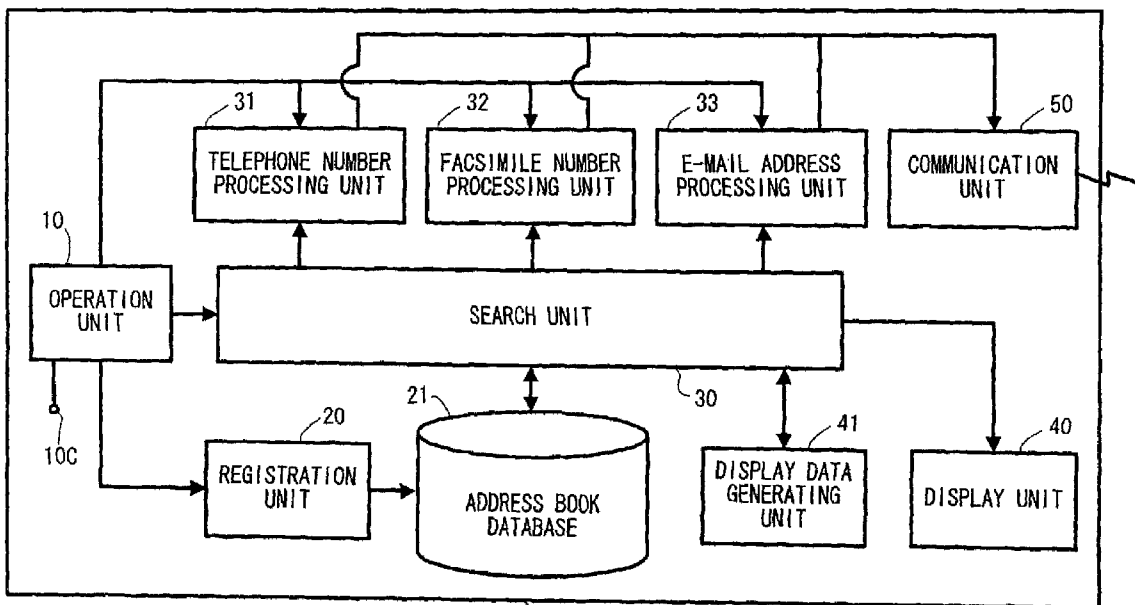 31
TELEPHONE NUMBER
PROCESSING UNIT
32
FACSIMILE NUMBER
PROCESSING UNIT
33
E-MAIL ADDRESS
PROCESSING UNIT
50
COMMUNICATION
UNIT
10
OPERATION
UNIT
10C
SEARCH UNIT
30
20
REGISTRATION
UNIT
21
ADDRESS BOOK
DATABASE
41
DISPLAY DATA
GENERATING
UNIT
40
DISPLAY UNIT